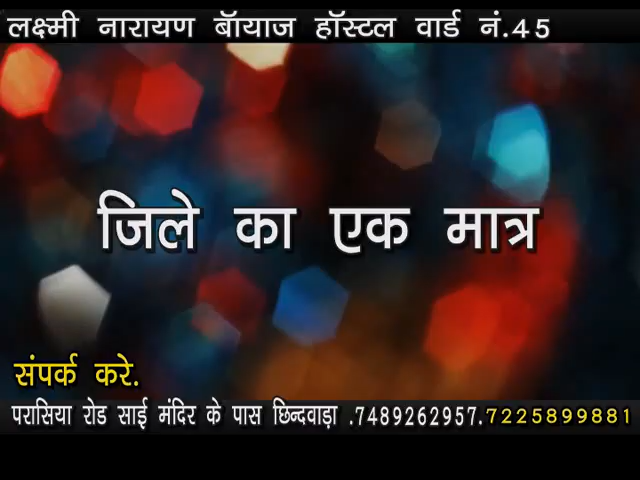 लक्ष्मी नारायण बॅायाज हॉस्टल वार्ड नं.45
जिले का एक मात्र
संपर्क करे.
परासिया रोड साई मंदिर के पास छिन्दवाड़ा .7489262957.7225899881